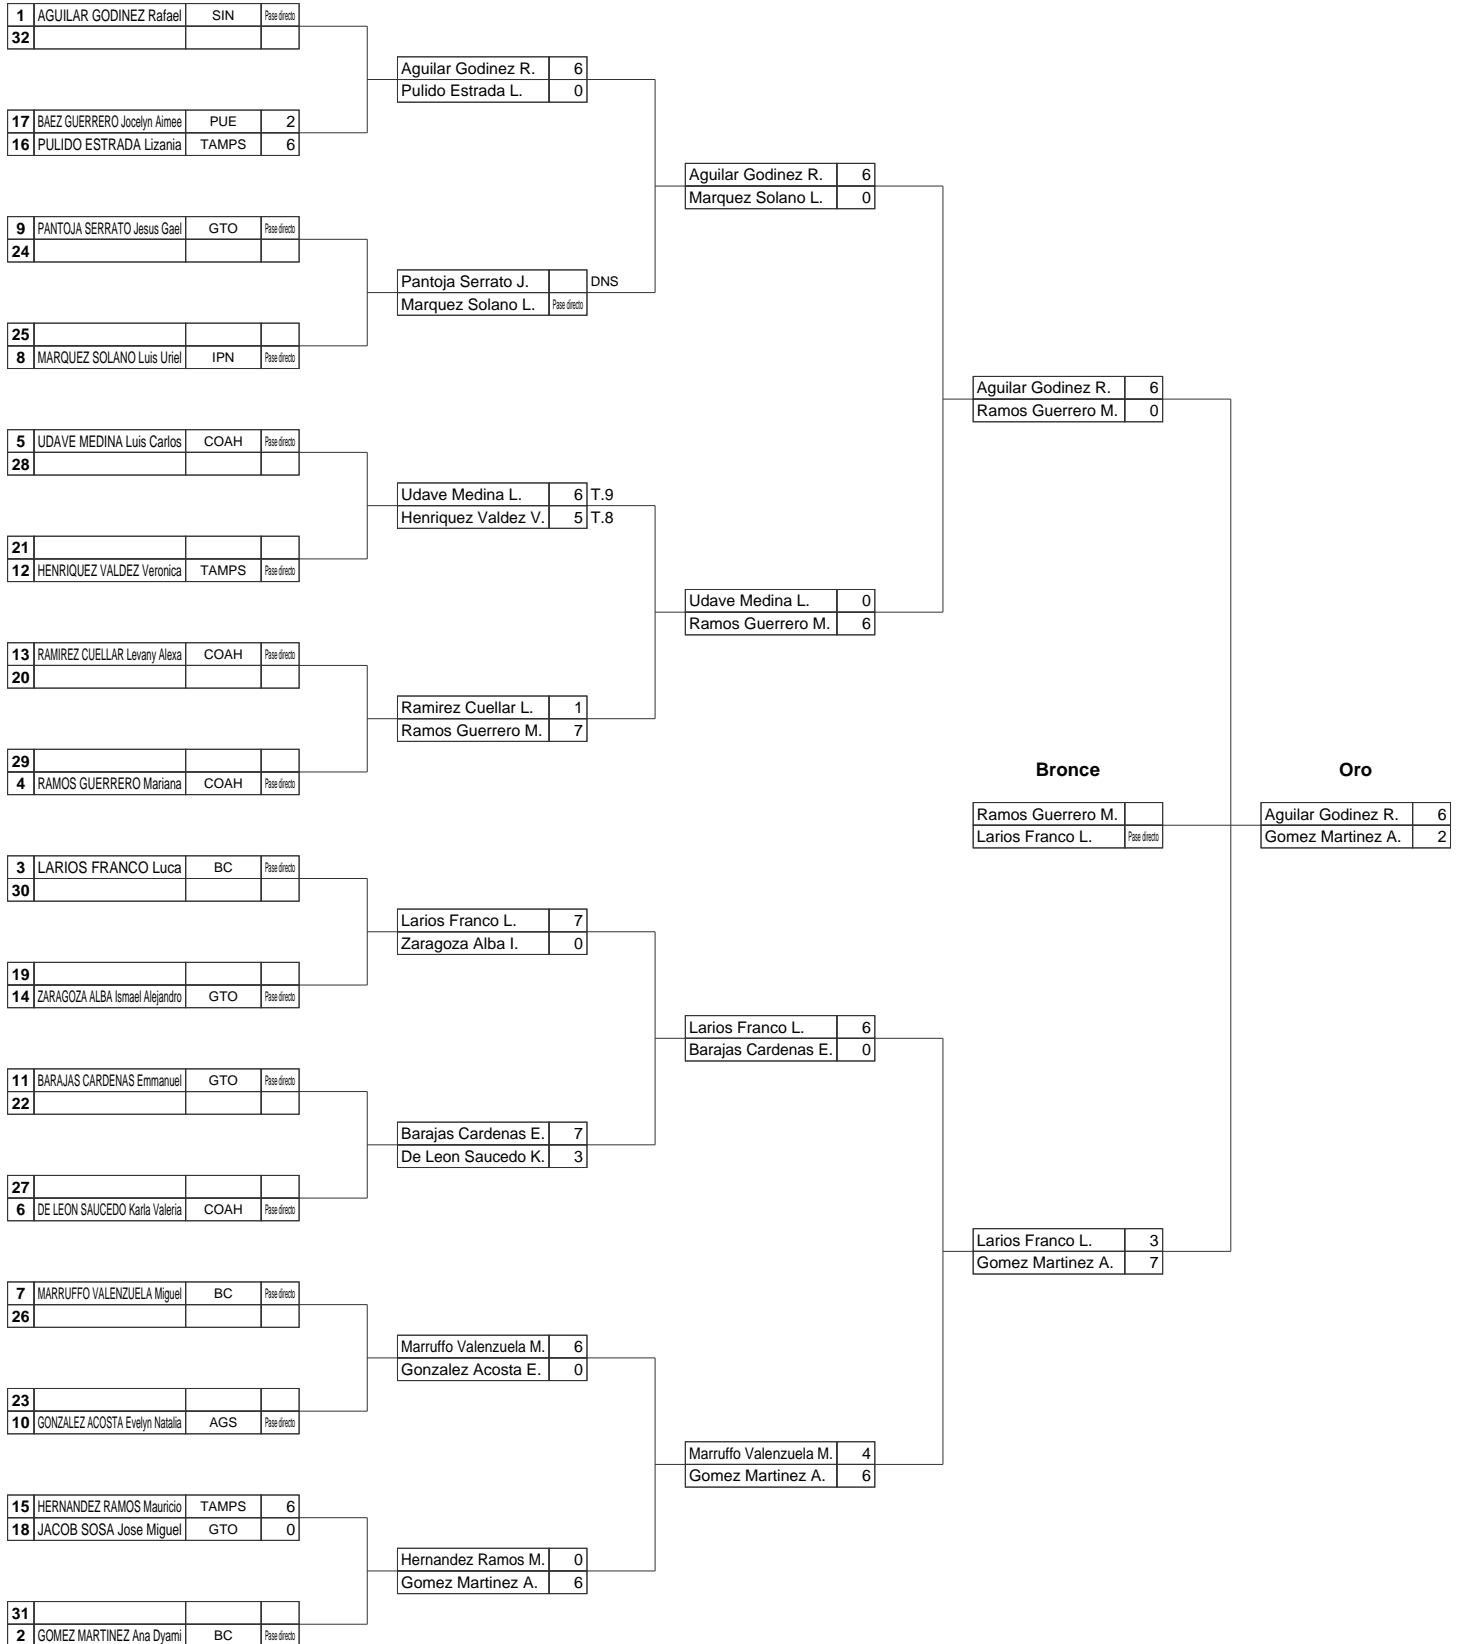 1 AGUILAR GODINEZ Rafael SIN Pase directo
32
Aguilar Godinez R. 6
Pulido Estrada L. 0
17 BAEZ GUERRERO Jocelyn Aimee PUE 2
16 PULIDO ESTRADA Lizania TAMPS 6
Aguilar Godinez R. 6
Marquez Solano L. 0
9 PANTOJA SERRATO Jesus Gael GTO Pase directo
24
Pantoja Serrato J. DNS
Marquez Solano L. Pase directo
25
8 MARQUEZ SOLANO Luis Uriel IPN Pase directo
Aguilar Godinez R. 6
Ramos Guerrero M. 0
5 UDAVE MEDINA Luis Carlos COAH Pase directo
28
Udave Medina L. 6 T.9
Henriquez Valdez V. 5 T.8
21
12 HENRIQUEZ VALDEZ Veronica TAMPS Pase directo
Udave Medina L. 0
Ramos Guerrero M. 6
13 RAMIREZ CUELLAR Levany Alexa COAH Pase directo
20
Ramirez Cuellar L. 1
Ramos Guerrero M. 7
29
4 RAMOS GUERRERO Mariana COAH Pase directo
Bronce Oro
Ramos Guerrero M. Aguilar Godinez R. 6
Larios Franco L. Pase directo Gomez Martinez A. 2
3 LARIOS FRANCO Luca BC Pase directo
30
Larios Franco L. 7
Zaragoza Alba I. 0
19
14 ZARAGOZA ALBA Ismael Alejandro GTO Pase directo
Larios Franco L. 6
Barajas Cardenas E. 0
11 BARAJAS CARDENAS Emmanuel GTO Pase directo
22
Barajas Cardenas E. 7
De Leon Saucedo K. 3
27
6 DE LEON SAUCEDO Karla Valeria COAH Pase directo
Larios Franco L. 3
Gomez Martinez A. 7
7 MARRUFFO VALENZUELA Miguel BC Pase directo
26
Marruffo Valenzuela M. 6
Gonzalez Acosta E. 0
23
10 GONZALEZ ACOSTA Evelyn Natalia AGS Pase directo
Marruffo Valenzuela M. 4
Gomez Martinez A. 6
15 HERNANDEZ RAMOS Mauricio TAMPS 6
18 JACOB SOSA Jose Miguel GTO 0
Hernandez Ramos M. 0
Gomez Martinez A. 6
31
2 GOMEZ MARTINEZ Ana Dyami BC Pase directo